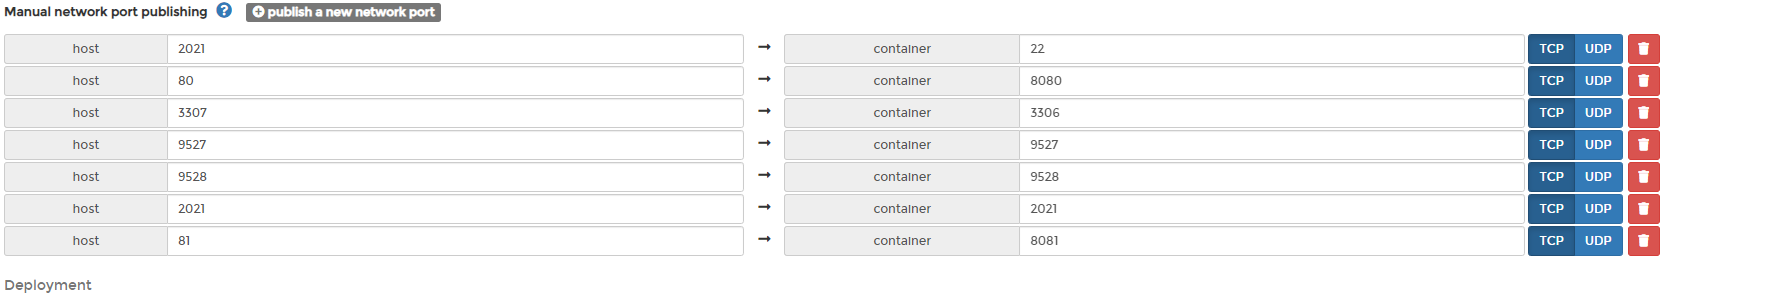 Manual network port publishing ? publish a new network port
host 2021 → container 22 TCP UDP
host 80 → container 8080 TCP UDP
host 3307 → container 3306 TCP UDP
host 9527 → container 9527 TCP UDP
host 9528 → container 9528 TCP UDP
host 2021 → container 2021 TCP UDP
host 81 → container 8081 TCP UDP
Deployment